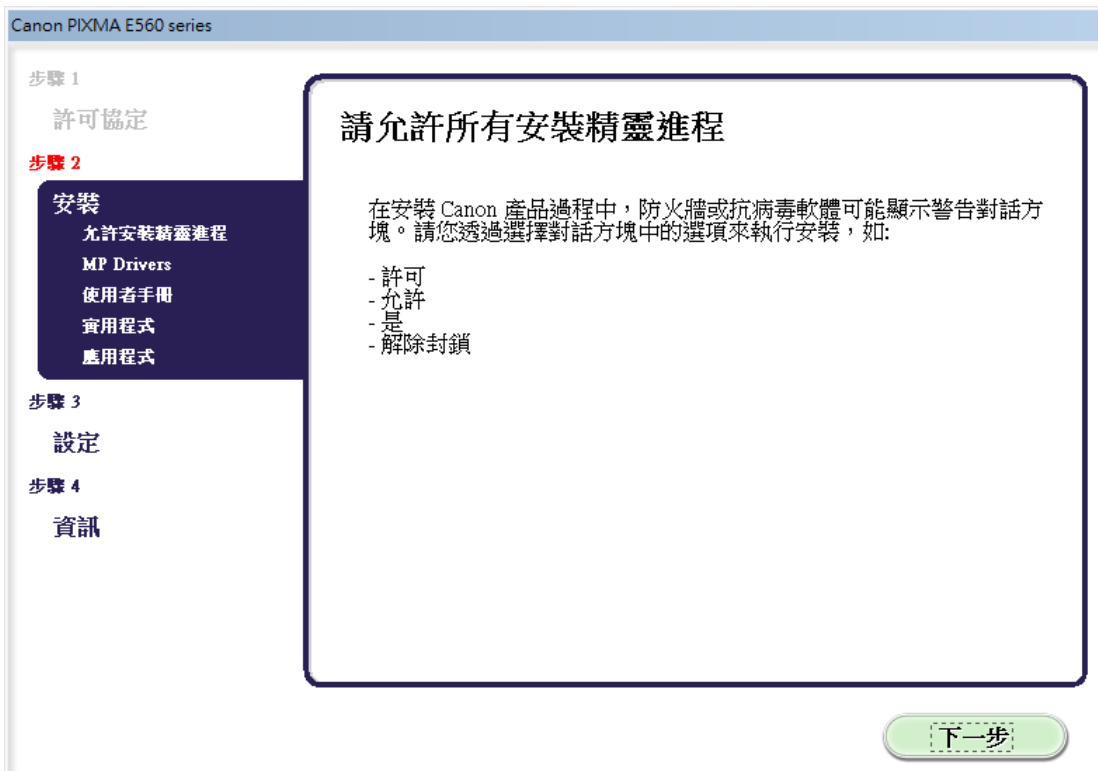 Canon PIXMA E560 series
步驟 1
許可協定
步驟 2
安裝
允許安裝精靈進程
MP Drivers
使用者手冊
實用程式
應用程式
步驟 3
設定
步驟 4
資訊
請允許所有安裝精靈進程
在安裝 Canon 產品過程中，防火牆或抗病毒軟體可能顯示警告對話方
塊。請您透過選擇對話方塊中的選項來執行安裝，如:
- 許可
- 允許
- 是
- 解除封鎖
下一步